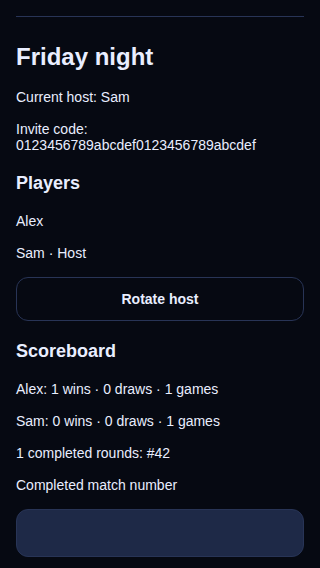 Friday night
Current host: Sam
Invite code:
0123456789abcdef0123456789abcdef
Players
Alex
Sam · Host
Rotate host
Scoreboard
Alex: 1 wins · 0 draws · 1 games
Sam: 0 wins · 0 draws · 1 games
1 completed rounds: #42
Completed match number